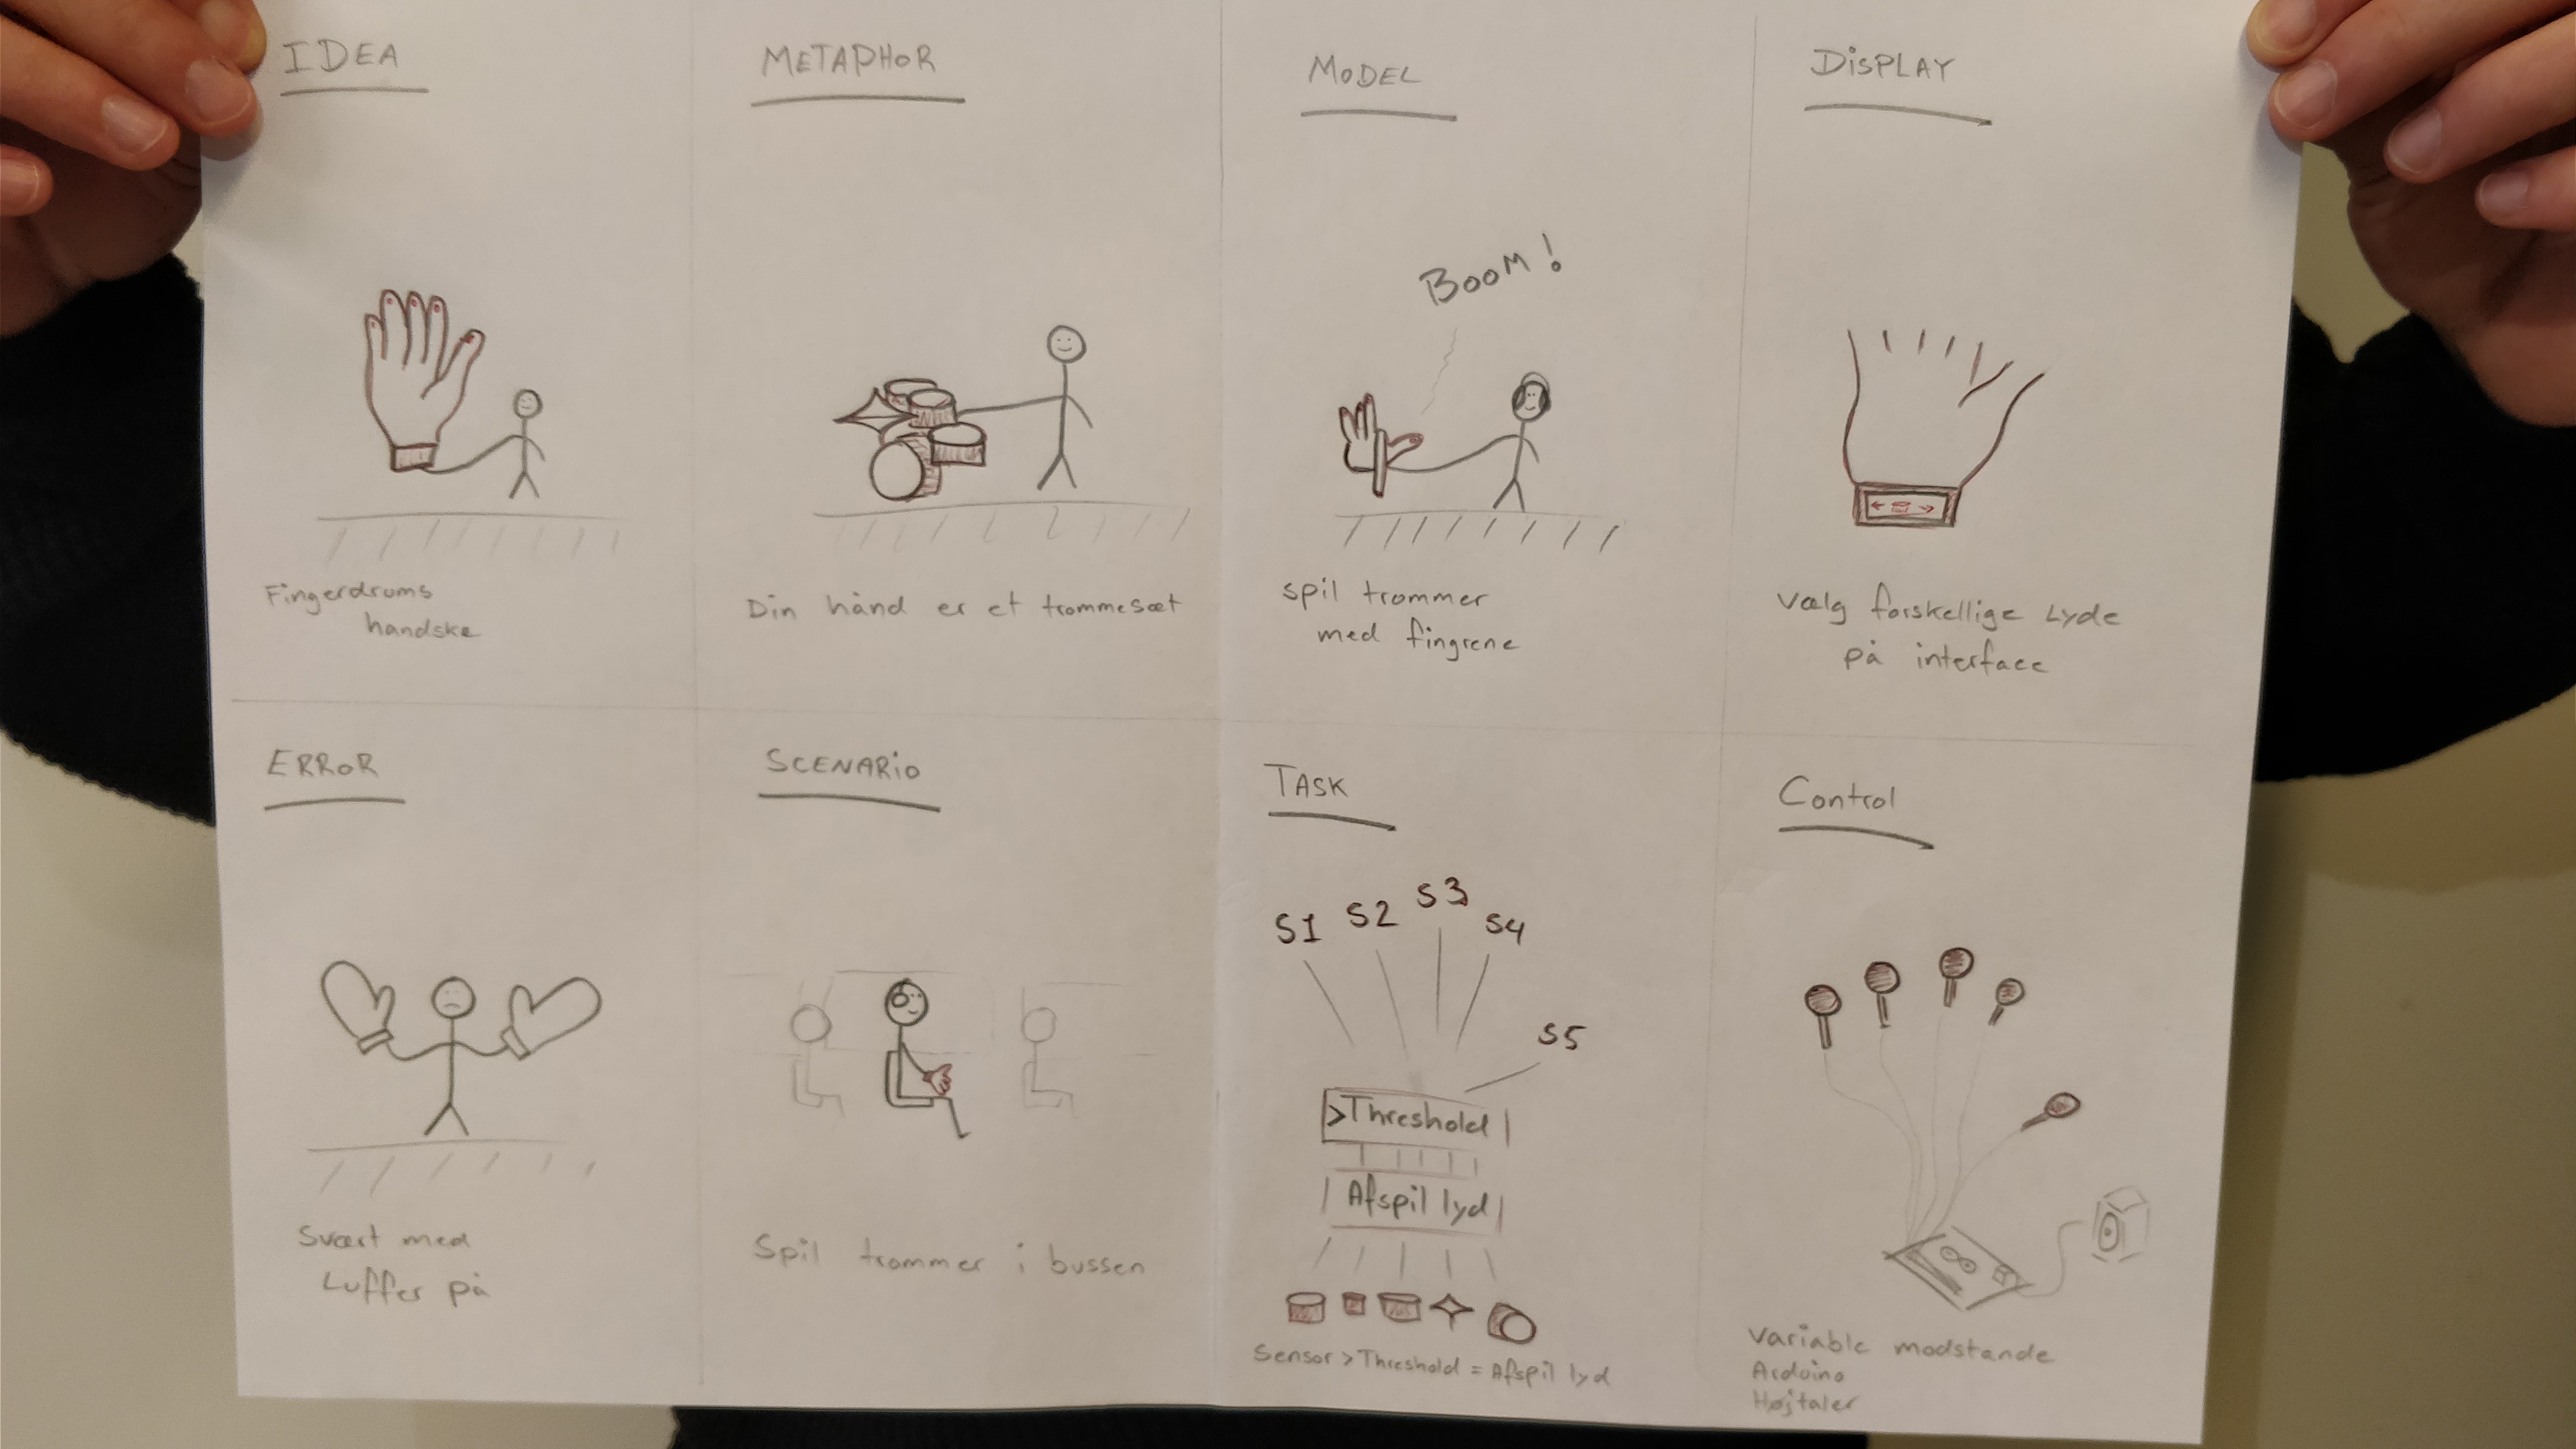 IDEA
Fingerdrums
handske
METAPHOR
Din hånd er et trommesæt
MODEL
BOOM!
spil trommer
med fingrene
DiSPLAY
Vælg forskellige Lyde
på interface
ERROR
Svært med
Luffer på
SCENARiO
Spil trommer i bussen
TASK
S1 S2 S3 S4
S5
>Threshold
Afspil lyd
Sensor > Threshold = Afspil lyd
Control
Variable modstande
Arduino
Højtaler